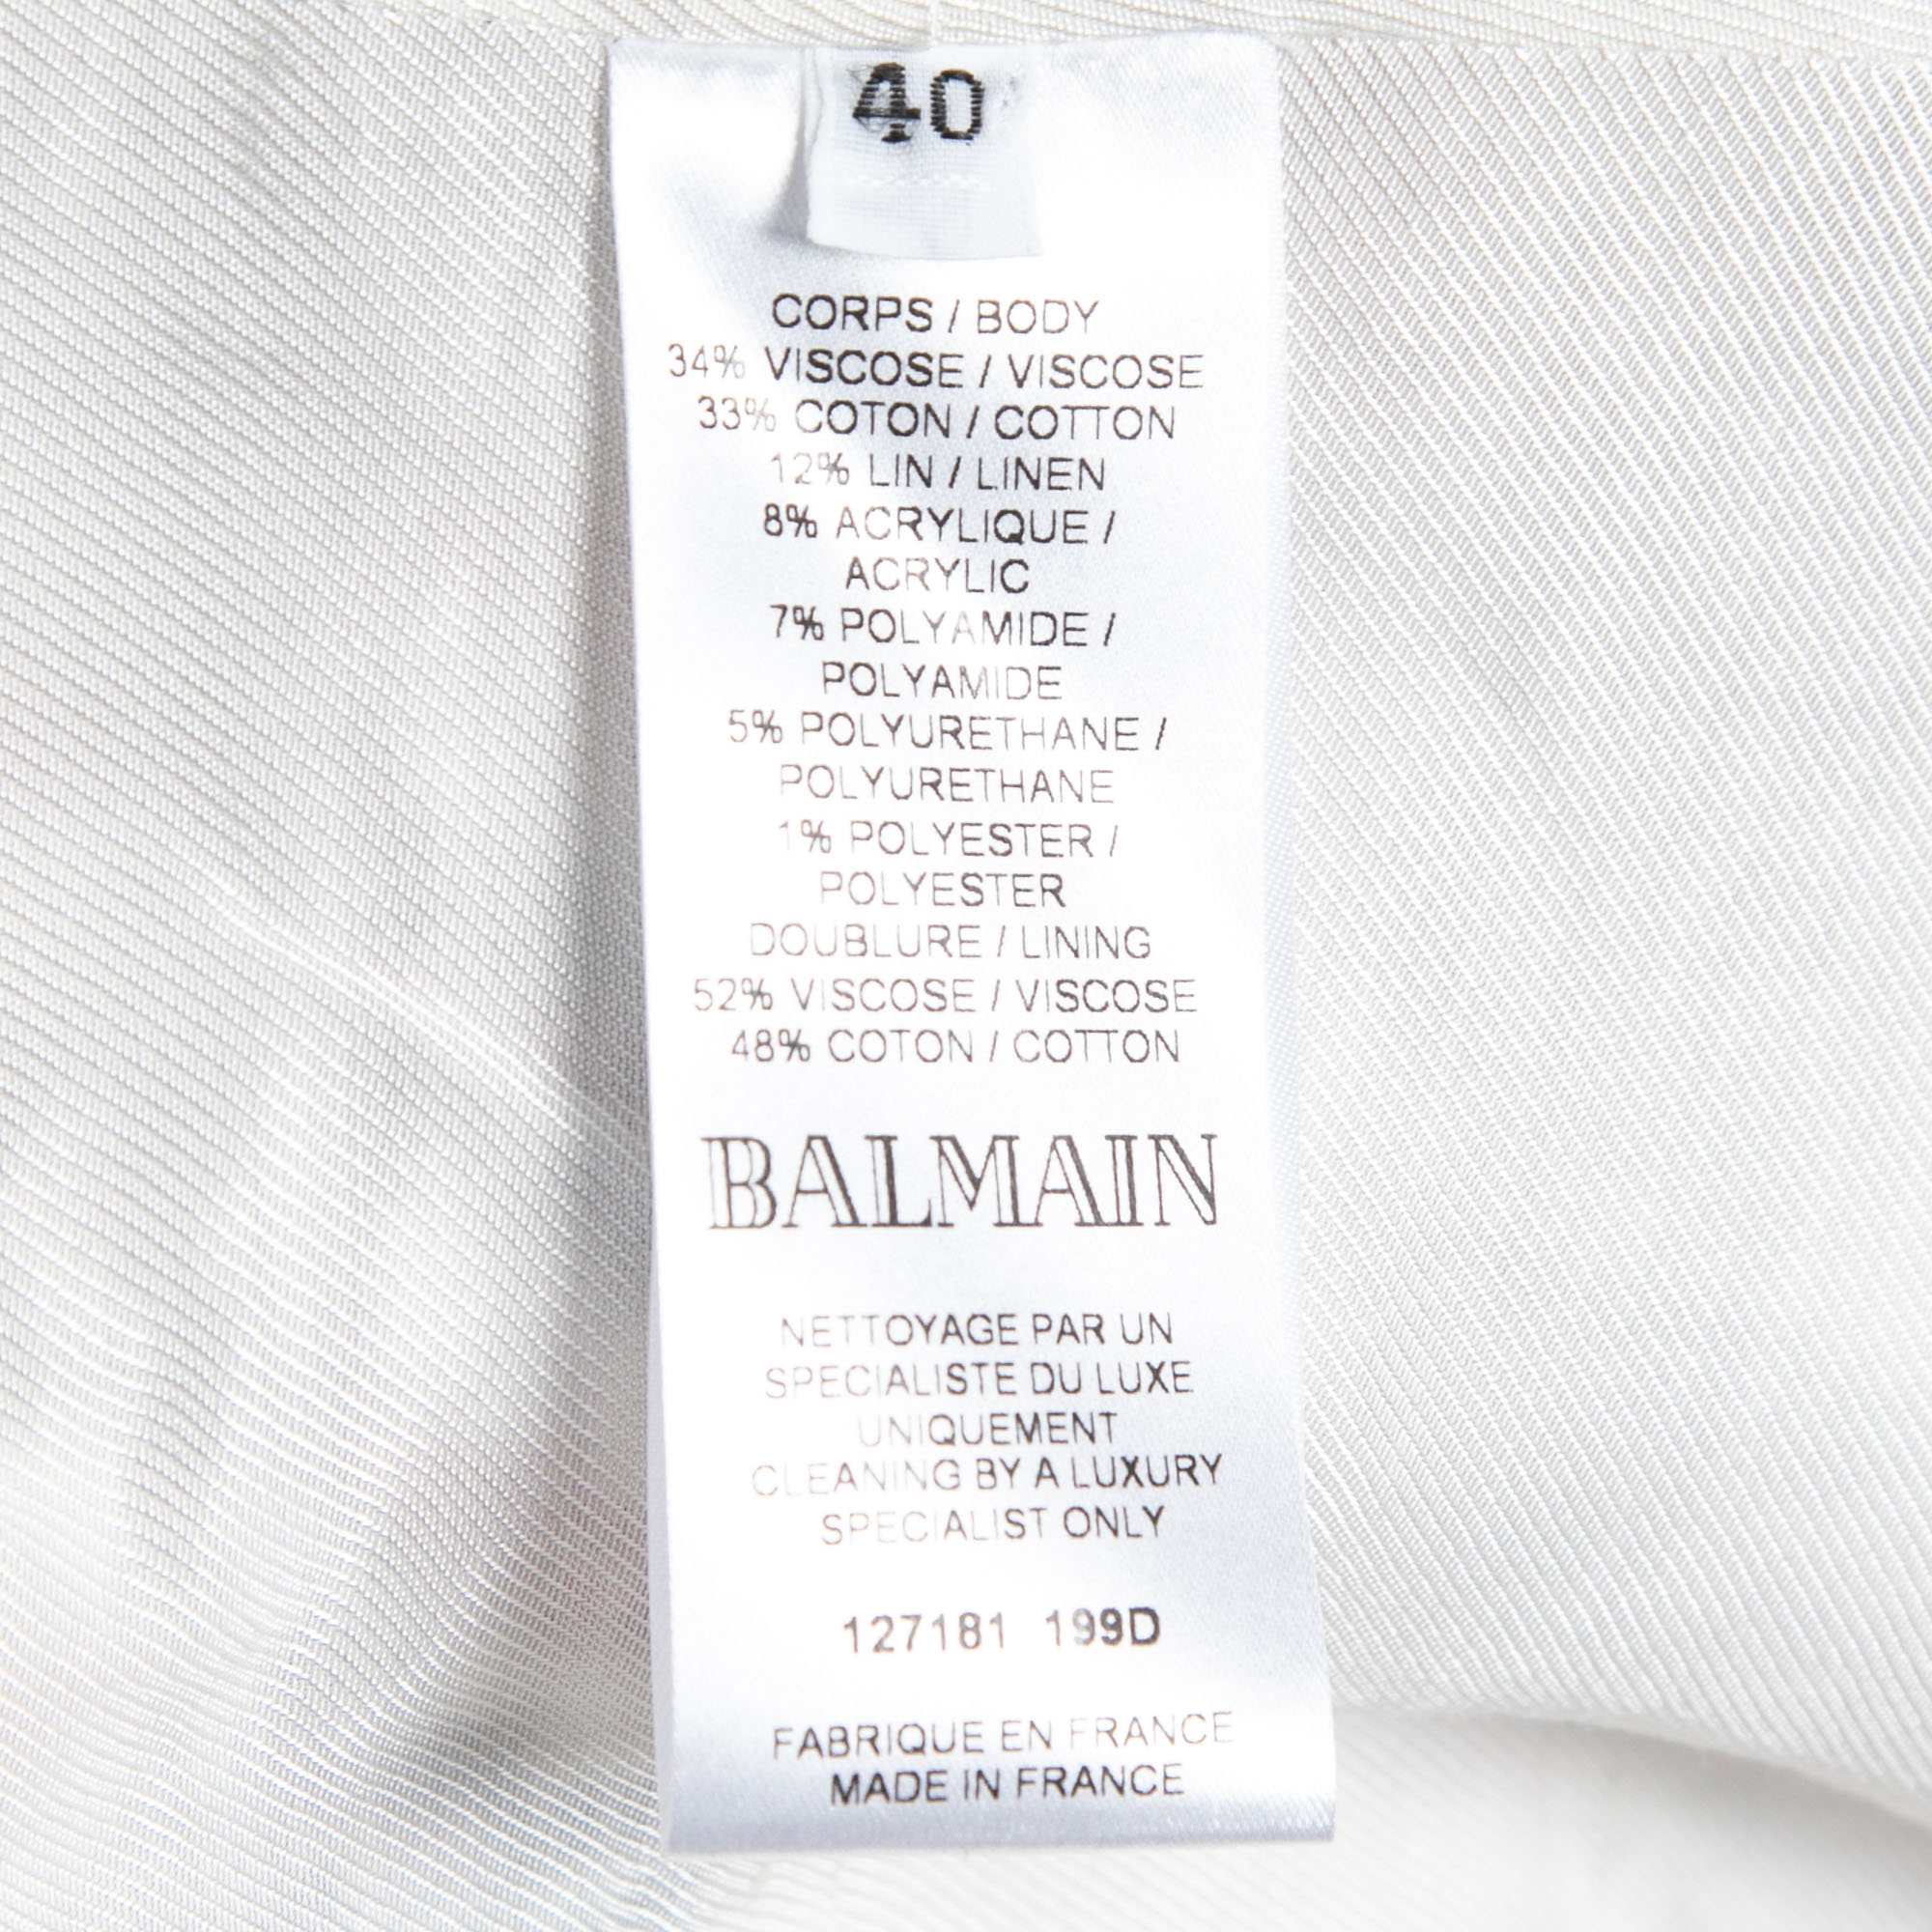 40
CORPS / BODY
34% VISCOSE / VISCOSE
33% COTON / COTTON
12% LIN / LINEN
8% ACRYLIQUE /
ACRYLIC
7% POLYAMIDE /
POLYAMIDE
5% POLYURETHANE /
POLYURETHANE
1% POLYESTER /
POLYESTER
DOUBLURE / LINING
52% VISCOSE / VISCOSE
48% COTON / COTTON
BALMAIN
NETTOYAGE PAR UN
SPECIALISTE DU LUXE
UNIQUEMENT
CLEANING BY A LUXURY
SPECIALIST ONLY
127181 199D
FABRIQUE EN FRANCE
MADE IN FRANCE